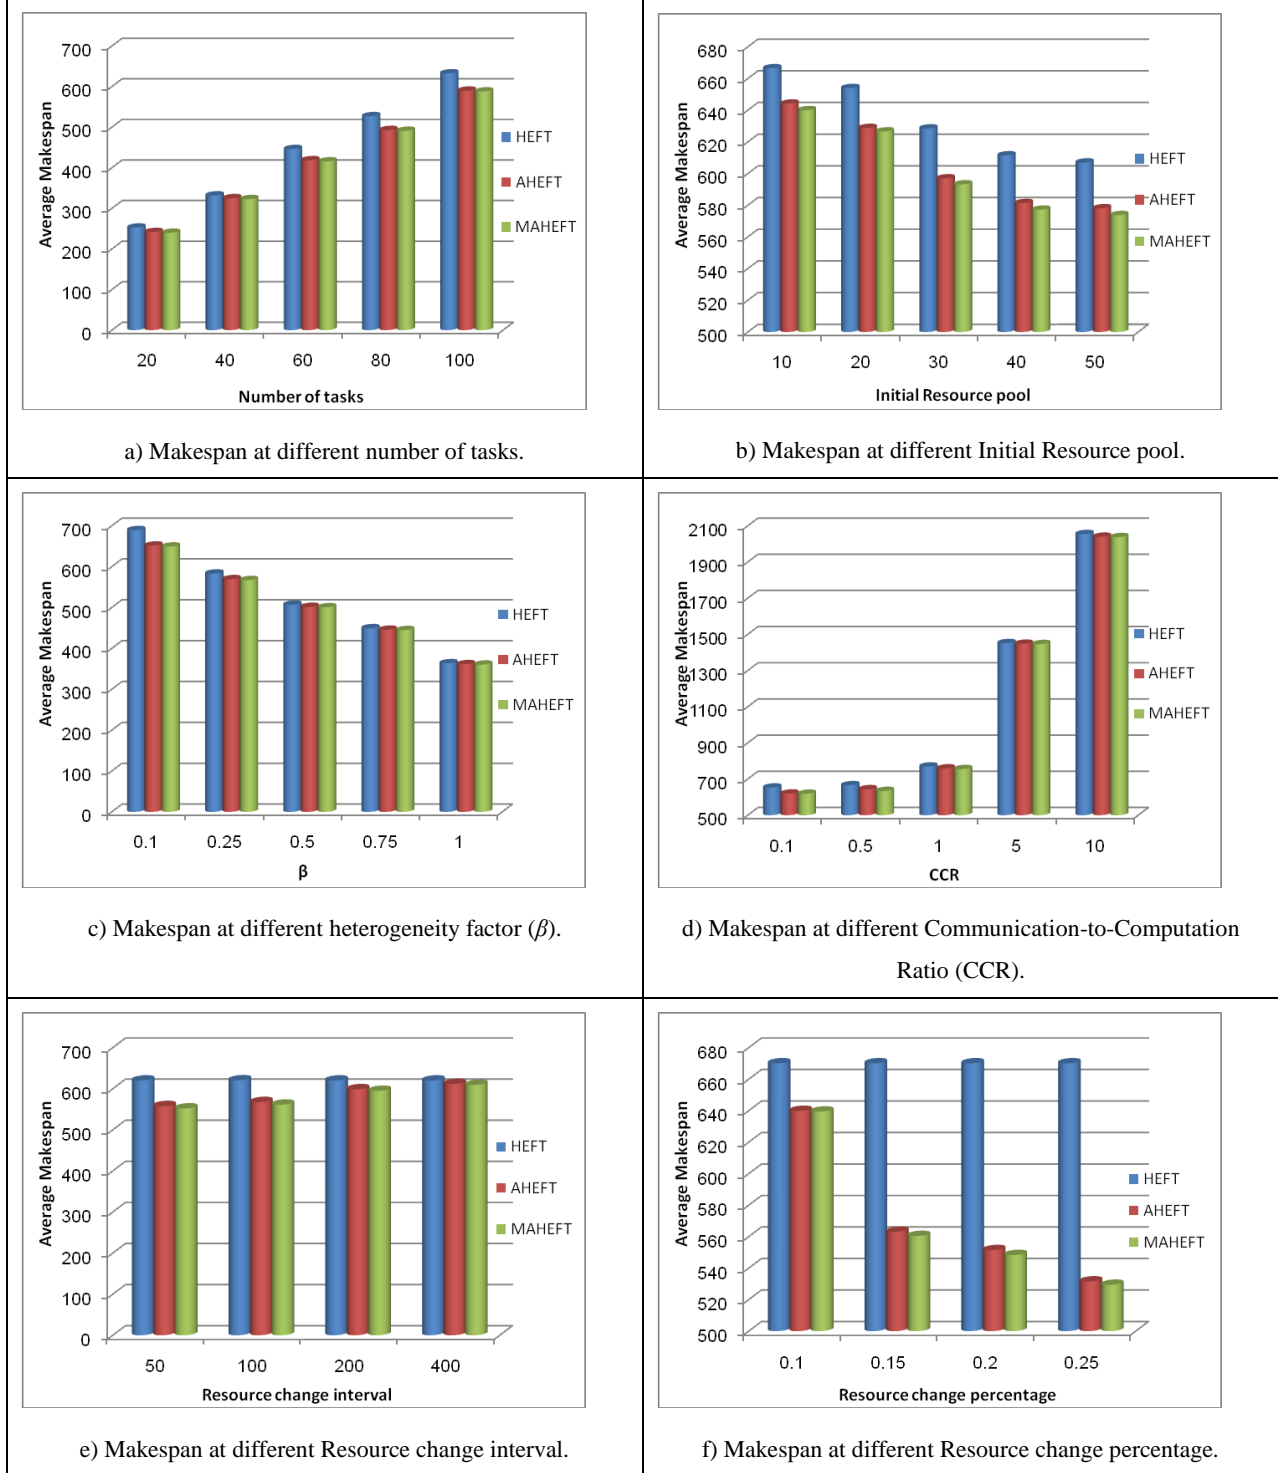 700
600
500
400
300
200
100
0
Average Makespan
20 40 60 80 100
Number of tasks
HEFT
AHEFT
MAHEFT
a) Makespan at different number of tasks.
680
660
640
620
600
580
560
540
520
500
Average Makespan
10 20 30 40 50
Initial Resource pool
HEFT
AHEFT
MAHEFT
b) Makespan at different Initial Resource pool.
700
600
500
400
300
200
100
0
Average Makespan
0.1 0.25 0.5 0.75 1
β
HEFT
AHEFT
MAHEFT
c) Makespan at different heterogeneity factor (β).
2100
1900
1700
1500
1300
1100
900
700
500
Average Makespan
0.1 0.5 1 5 10
CCR
HEFT
AHEFT
MAHEFT
d) Makespan at different Communication-to-Computation
Ratio (CCR).
700
600
500
400
300
200
100
0
Average Makespan
50 100 200 400
Resource change interval
HEFT
AHEFT
MAHEFT
e) Makespan at different Resource change interval.
680
660
640
620
600
580
560
540
520
500
Average Makespan
0.1 0.15 0.2 0.25
Resource change percentage
HEFT
AHEFT
MAHEFT
f) Makespan at different Resource change percentage.